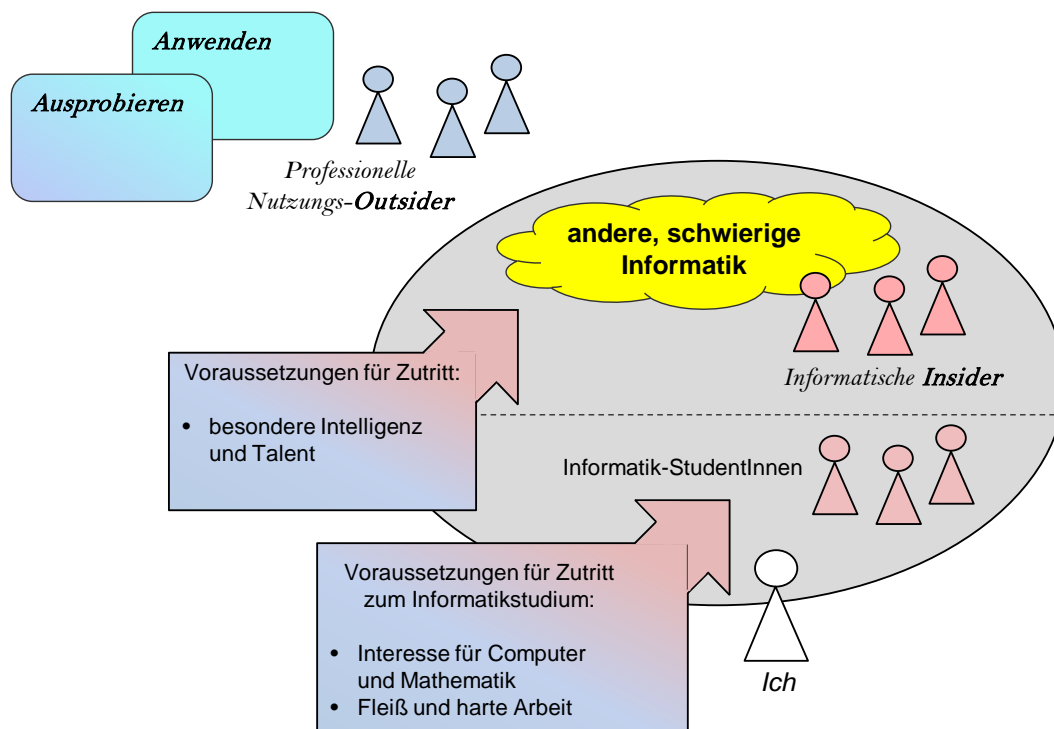 Anwenden
Ausprobieren
Professionelle
Nutzungs-Outsider
andere, schwierige
Informatik
Informatische Insider
Voraussetzungen für Zutritt:
• besondere Intelligenz
und Talent
Informatik-StudentInnen
Voraussetzungen für Zutritt
zum Informatikstudium:
• Interesse für Computer
und Mathematik
• Fleiß und harte Arbeit
Ich